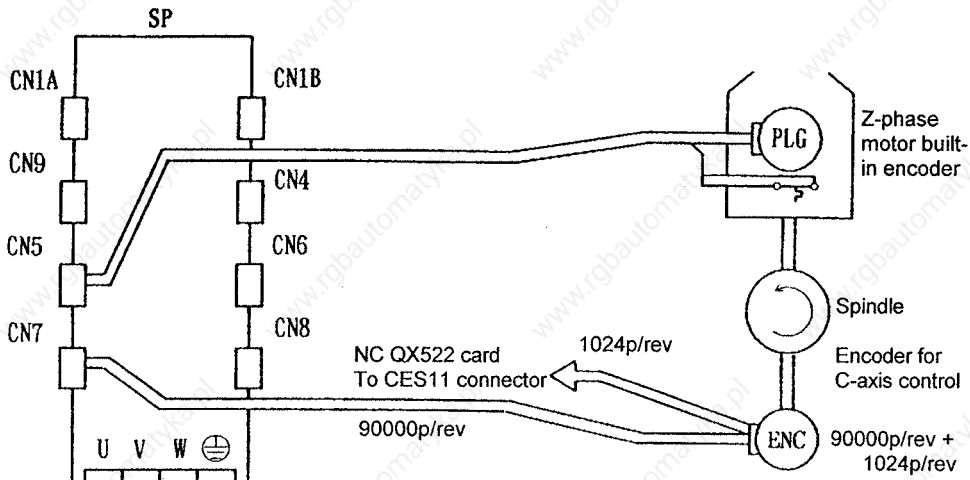 SP
CN1A
CN1B
CN9
CN4
CN5
CN6
CN7
CN8
U V W
PLG
Z-phase
motor built-
in encoder
Spindle
Encoder for
C-axis control
NC QX522 card
To CES11 connector
1024p/rev
90000p/rev
ENC
90000p/rev +
1024p/rev
www.rgbautomatyka.pl